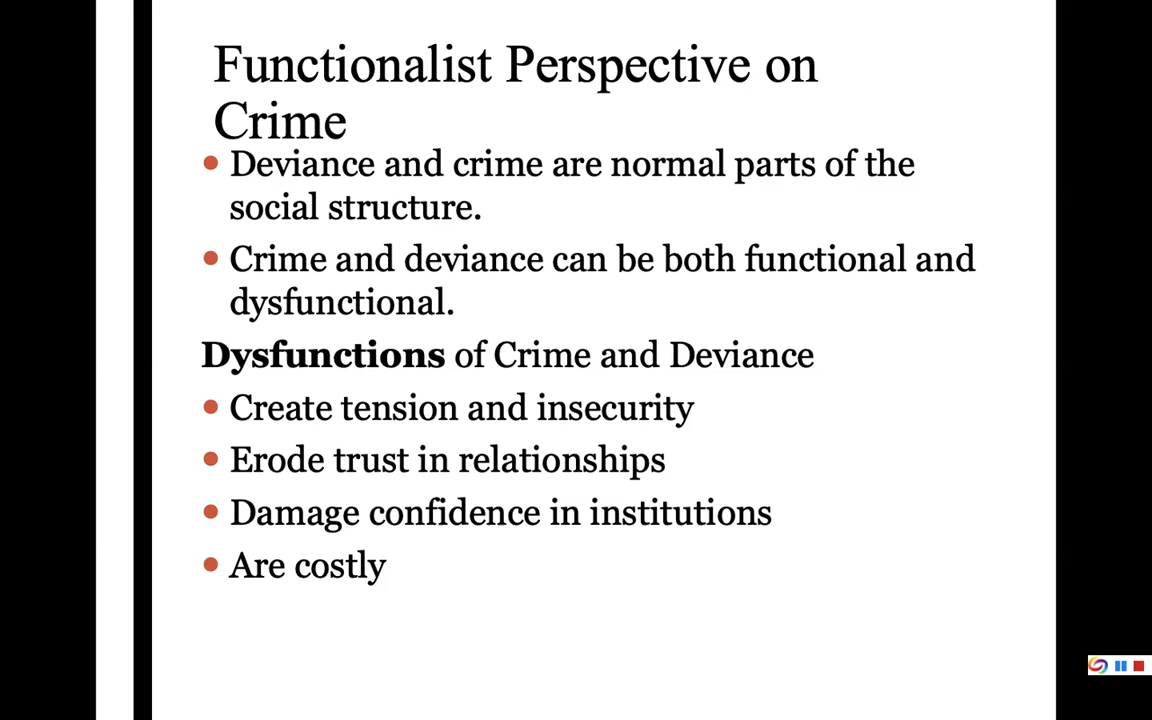 Functionalist Perspective on
Crime
• Deviance and crime are normal parts of the
social structure.
• Crime and deviance can be both functional and
dysfunctional.
Dysfunctions of Crime and Deviance
• Create tension and insecurity
• Erode trust in relationships
• Damage confidence in institutions
• Are costly